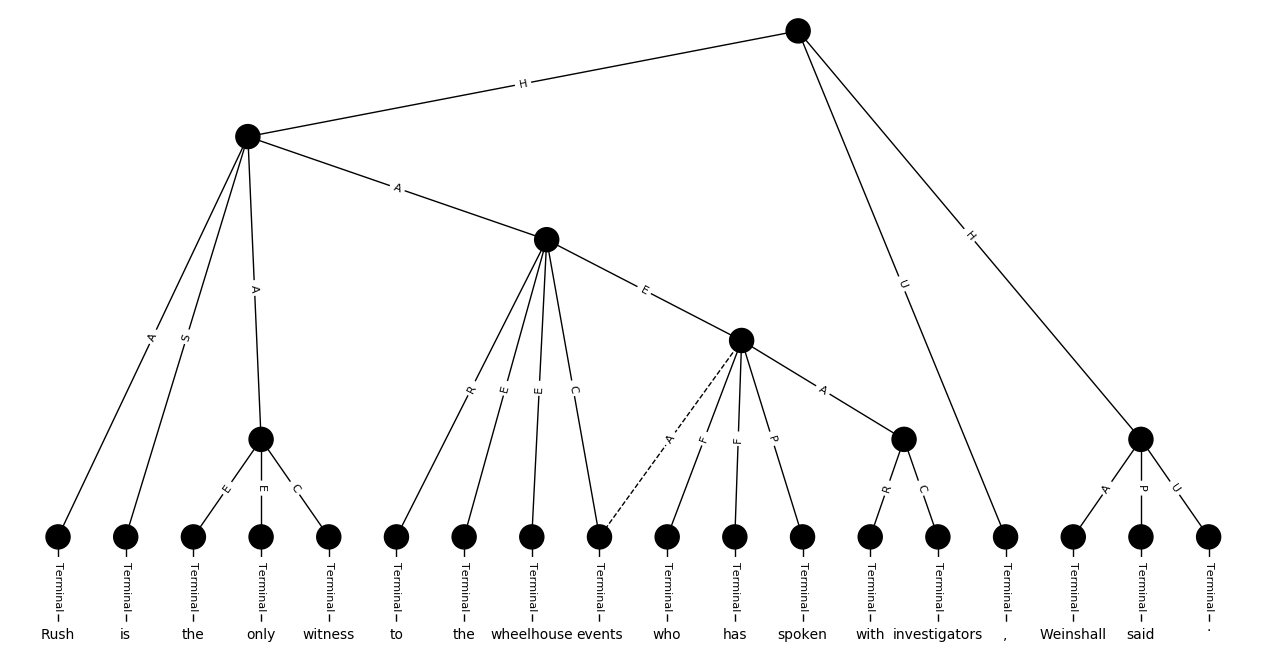 H
A
H
A
E
U
A
S
R
E
E
C
A
A
F
F
P
E
E
C
R
C
A
P
U
Terminal Terminal Terminal Terminal Terminal Terminal Terminal Terminal Terminal Terminal Terminal Terminal Terminal Terminal Terminal Terminal Terminal Terminal
Rush is the only witness to the wheelhouse events who has spoken with investigators , Weinshall said .